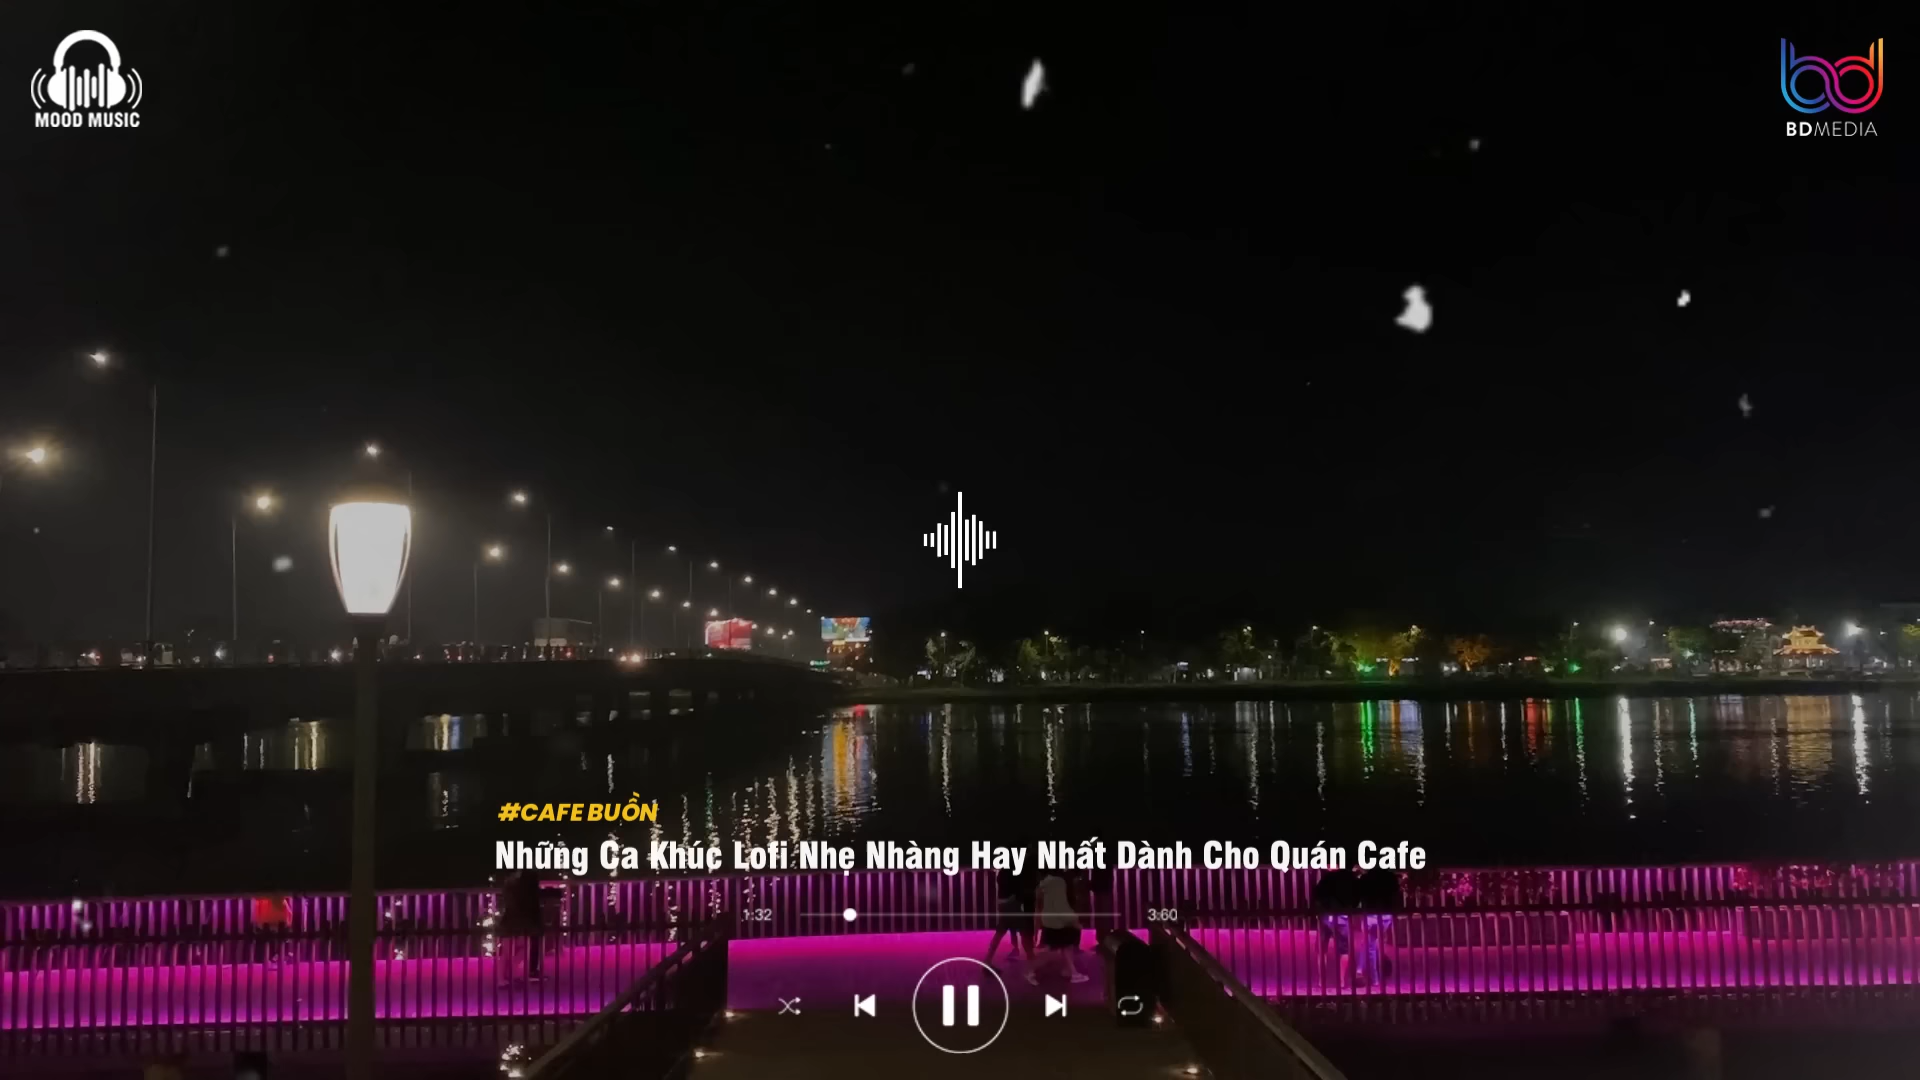 MOOD MUSIC
BDMEDIA
#CAFE BUỒN
Những Ca Khúc Lofi Nhẹ Nhàng Hay Nhất Dành Cho Quán Cafe
1:32
3:60